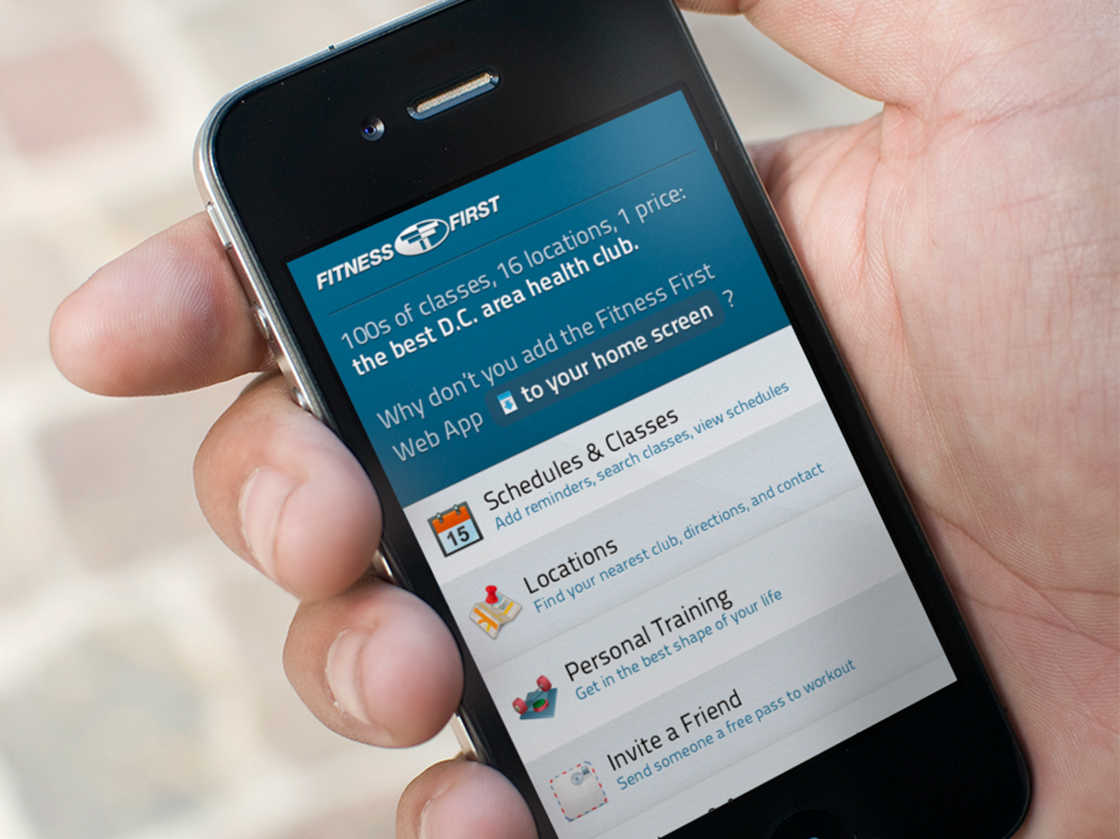 FITNESS FIRST
100s of classes, 16 locations, 1 price:
the best D.C. area health club.
Why don't you add the Fitness First
Web App to your home screen ?
15
Schedules & Classes
Add reminders, search classes, view schedules
Locations
Find your nearest club, directions, and contact
Personal Training
Get in the best shape of your life
Invite a Friend
Send someone a free pass to workout